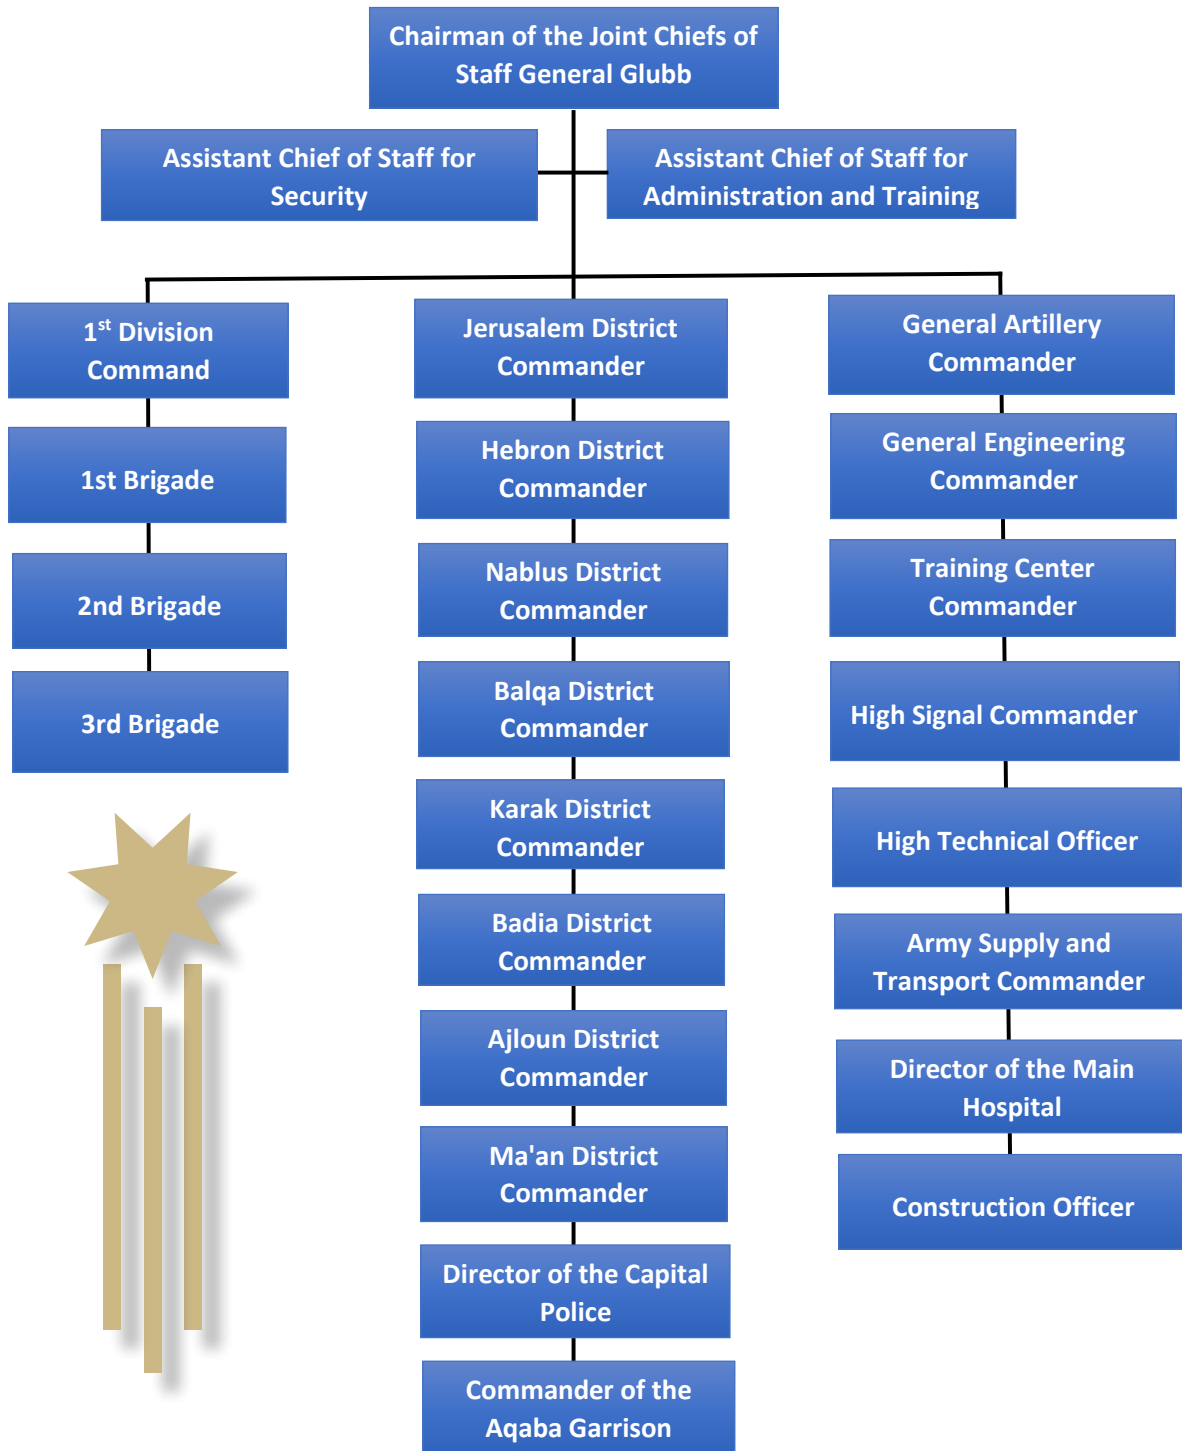 Chairman of the Joint Chiefs of
Staff General Glubb
Assistant Chief of Staff for
Security
Assistant Chief of Staff for
Administration and Training
1st Division
Command
1st Brigade
2nd Brigade
3rd Brigade
Jerusalem District
Commander
Hebron District
Commander
Nablus District
Commander
Balqa District
Commander
Karak District
Commander
Badia District
Commander
Ajloun District
Commander
Ma'an District
Commander
Director of the Capital
Police
Commander of the
Aqaba Garrison
General Artillery
Commander
General Engineering
Commander
Training Center
Commander
High Signal Commander
High Technical Officer
Army Supply and
Transport Commander
Director of the Main
Hospital
Construction Officer